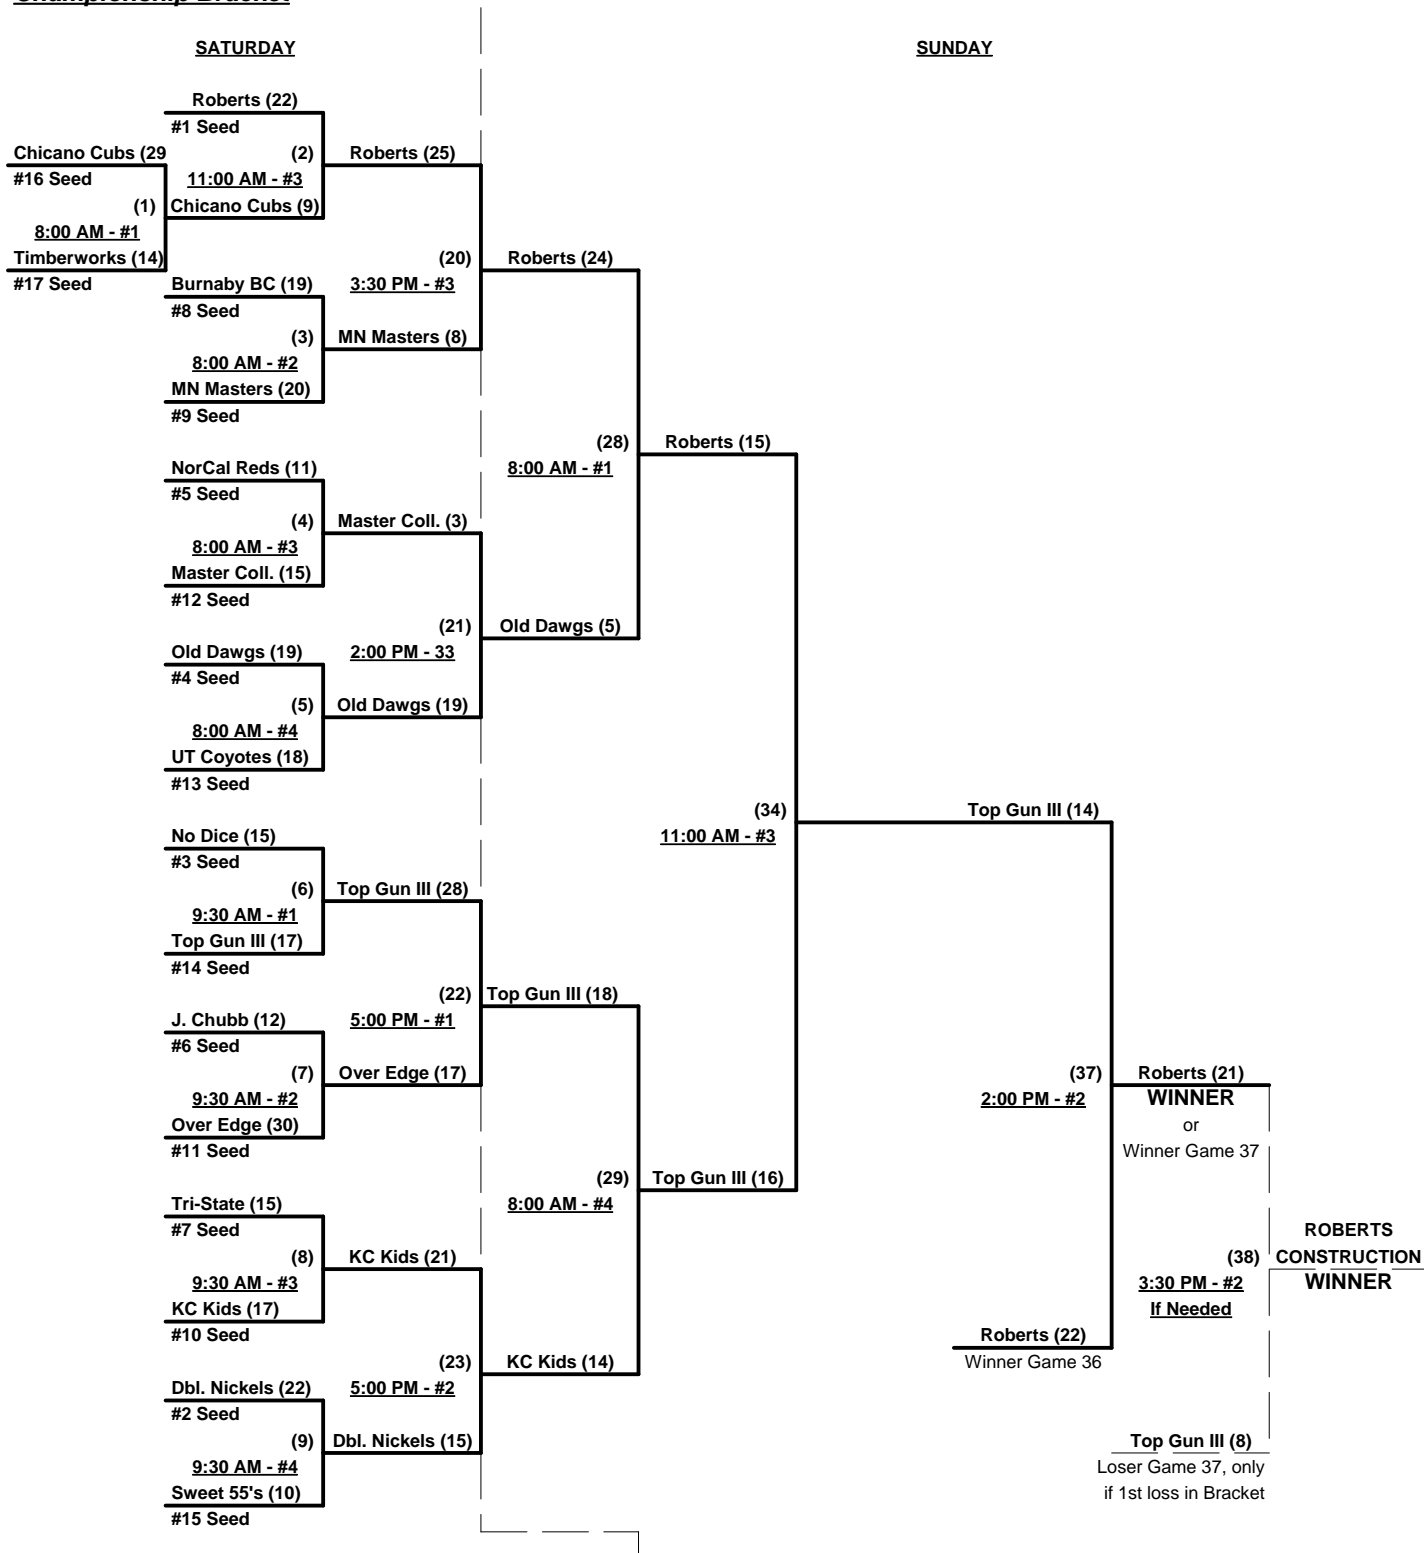 Championship Bracket
SATURDAY
SUNDAY
Roberts (22)
#1 Seed
Chicano Cubs (29
(2)
Roberts (25)
#16 Seed
11:00 AM - #3
(1)
Chicano Cubs (9)
8:00 AM - #1
Timberworks (14)
(20)
Roberts (24)
#17 Seed
Burnaby BC (19)
3:30 PM - #3
#8 Seed
(3)
MN Masters (8)
8:00 AM - #2
MN Masters (20)
#9 Seed
(28)
Roberts (15)
NorCal Reds (11)
8:00 AM - #1
#5 Seed
(4)
Master Coll. (3)
8:00 AM - #3
Master Coll. (15)
#12 Seed
(21)
Old Dawgs (5)
Old Dawgs (19)
2:00 PM - 33
#4 Seed
(5)
Old Dawgs (19)
8:00 AM - #4
UT Coyotes (18)
#13 Seed
(34)
Top Gun III (14)
No Dice (15)
11:00 AM - #3
#3 Seed
(6)
Top Gun III (28)
9:30 AM - #1
Top Gun III (17)
#14 Seed
(22)
Top Gun III (18)
J. Chubb (12)
5:00 PM - #1
#6 Seed
(7)
Over Edge (17)
(37)
Roberts (21)
9:30 AM - #2
2:00 PM - #2
WINNER
Over Edge (30)
or
#11 Seed
Winner Game 37
(29)
Top Gun III (16)
Tri-State (15)
8:00 AM - #4
#7 Seed
ROBERTS
(8)
KC Kids (21)
(38)
CONSTRUCTION
9:30 AM - #3
3:30 PM - #2
WINNER
KC Kids (17)
If Needed
#10 Seed
Roberts (22)
(23)
KC Kids (14)
Winner Game 36
Dbl. Nickels (22)
5:00 PM - #2
#2 Seed
(9)
Dbl. Nickels (15)
Top Gun III (8)
9:30 AM - #4
Loser Game 37, only
Sweet 55's (10)
if 1st loss in Bracket
#15 Seed